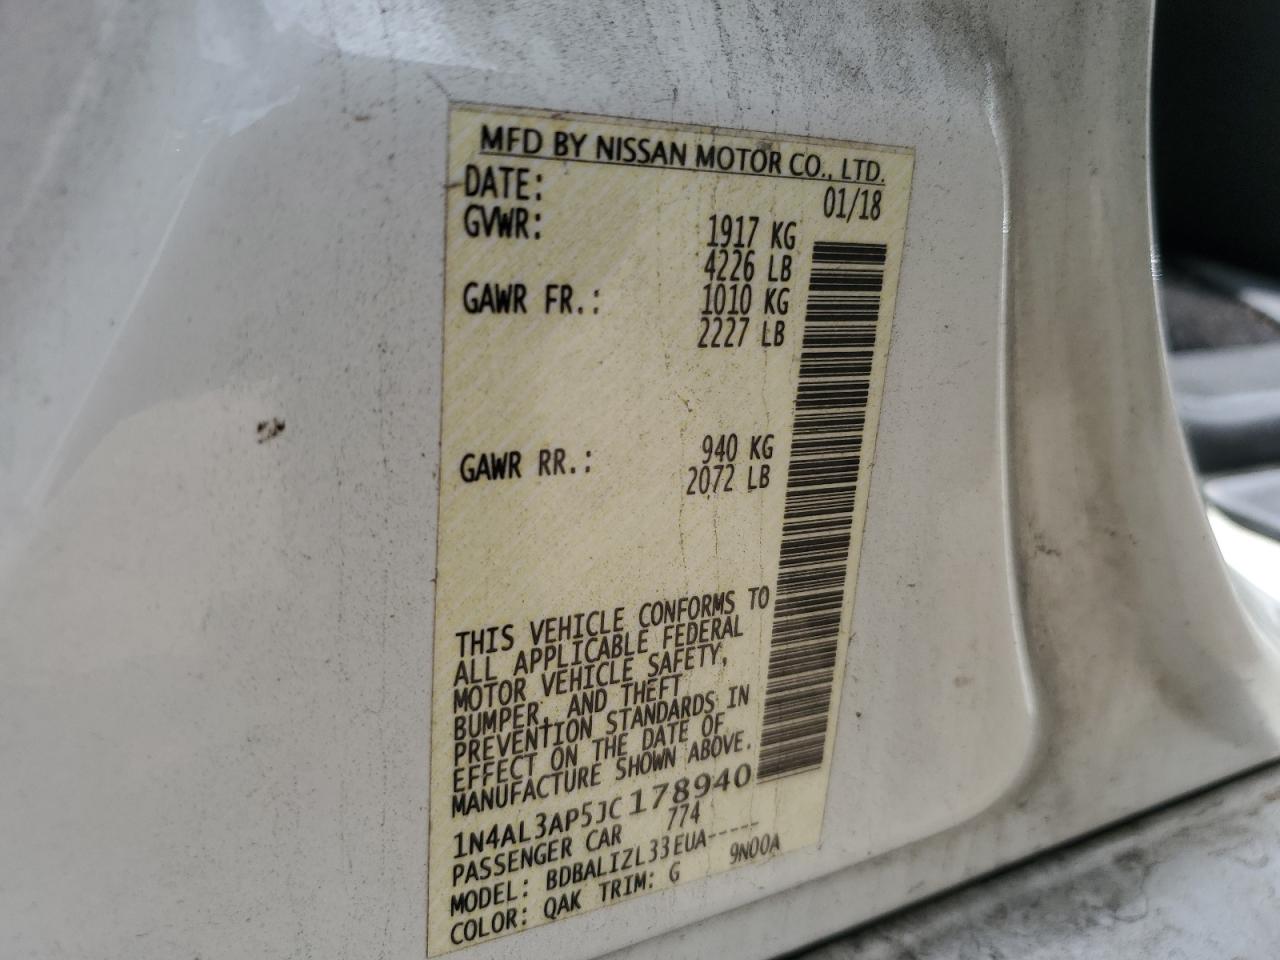 MFD BY NISSAN MOTOR CO., LTD.
DATE: 01/18
GVWR: 1917 KG
4226 LB
GAWR FR.: 1010 KG
2227 LB
GAWR RR.: 940 KG
2072 LB
THIS VEHICLE CONFORMS TO
ALL APPLICABLE FEDERAL
MOTOR VEHICLE SAFETY,
BUMPER, AND THEFT
PREVENTION STANDARDS IN
EFFECT ON THE DATE OF
MANUFACTURE SHOWN ABOVE.
1N4AL3AP5JC178940
PASSENGER CAR 774
MODEL: BDBALIZL33EUA-----
COLOR: QAK TRIM: G 9N00A